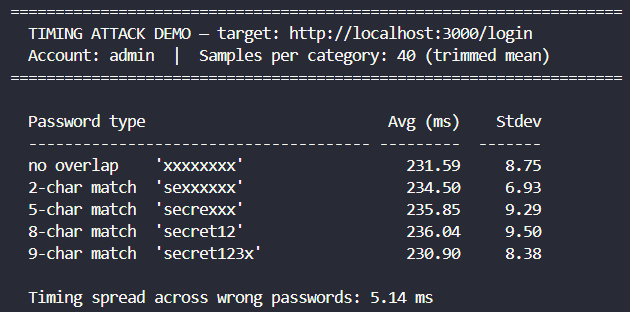 ======================================================================
TIMING ATTACK DEMO — target: http://localhost:3000/login
Account: admin | Samples per category: 40 (trimmed mean)
======================================================================
Password type Avg (ms) Stdev
-------------------------------------- ---------- -------
no overlap 'xxxxxxxx' 231.59 8.75
2-char match 'sexxxxxx' 234.50 6.93
5-char match 'secrexxx' 235.85 9.29
8-char match 'secret12' 236.04 9.50
9-char match 'secret123x' 230.90 8.38
Timing spread across wrong passwords: 5.14 ms